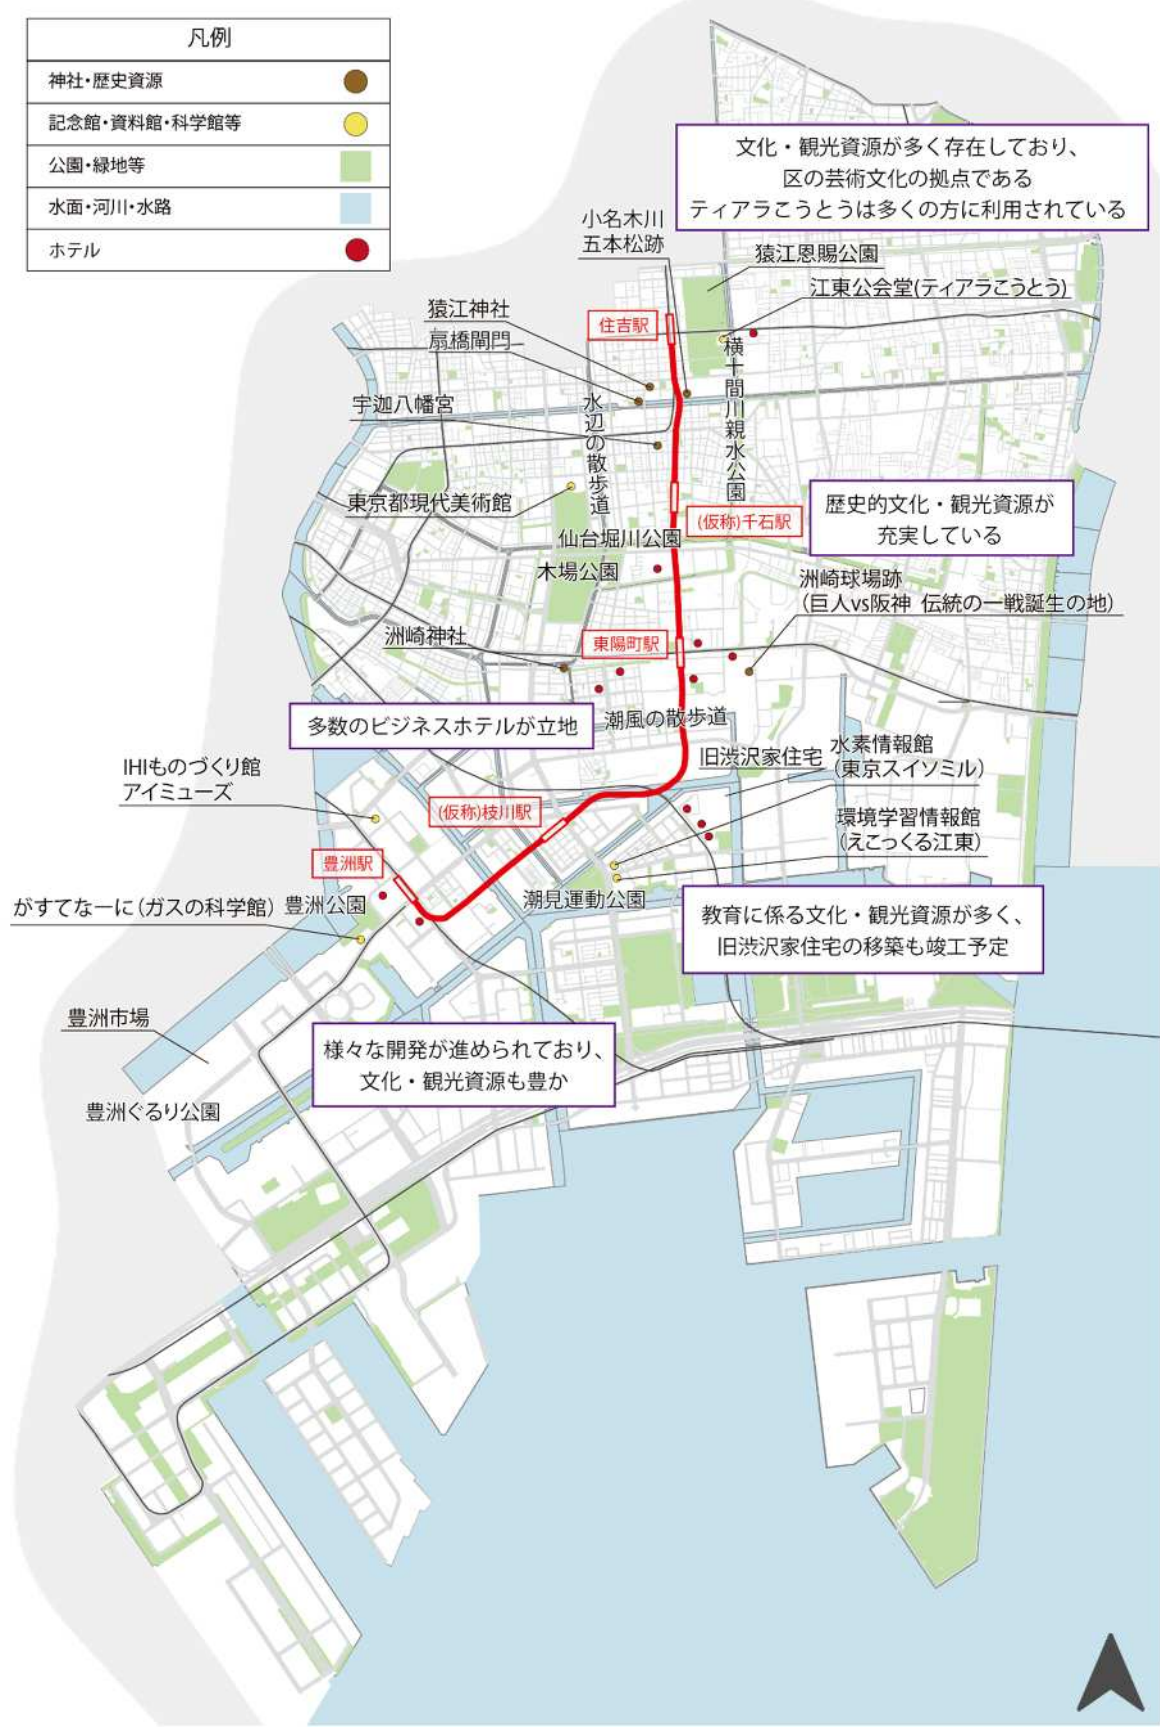 凡例
神社・歴史資源
記念館・資料館・科学館等
公園・緑地等
水面・河川・水路
ホテル
文化・観光資源が多く存在しており、
区の芸術文化の拠点である
ティアラこうとうは多くの方に利用されている
小名木川
五本松跡
猿江恩賜公園
江東公会堂(ティアラこうとう)
猿江神社
住吉駅
扇橋閘門
横十間川親水公園
宇迦八幡宮
水辺の散歩道
東京都現代美術館
(仮称)千石駅
歴史的文化・観光資源が
充実している
仙台堀川公園
木場公園
洲崎球場跡
(巨人vs阪神 伝統の一戦誕生の地)
洲崎神社
東陽町駅
多数のビジネスホテルが立地
潮風の散歩道
旧渋沢家住宅
水素情報館
(東京スイソミル)
IHIものづくり館
アイミューズ
(仮称)枝川駅
環境学習情報館
(えこっくる江東)
豊洲駅
がすてなーに(ガスの科学館)
豊洲公園
潮見運動公園
教育に係る文化・観光資源が多く、
旧渋沢家住宅の移築も竣工予定
豊洲市場
様々な開発が進められており、
文化・観光資源も豊か
豊洲ぐるり公園